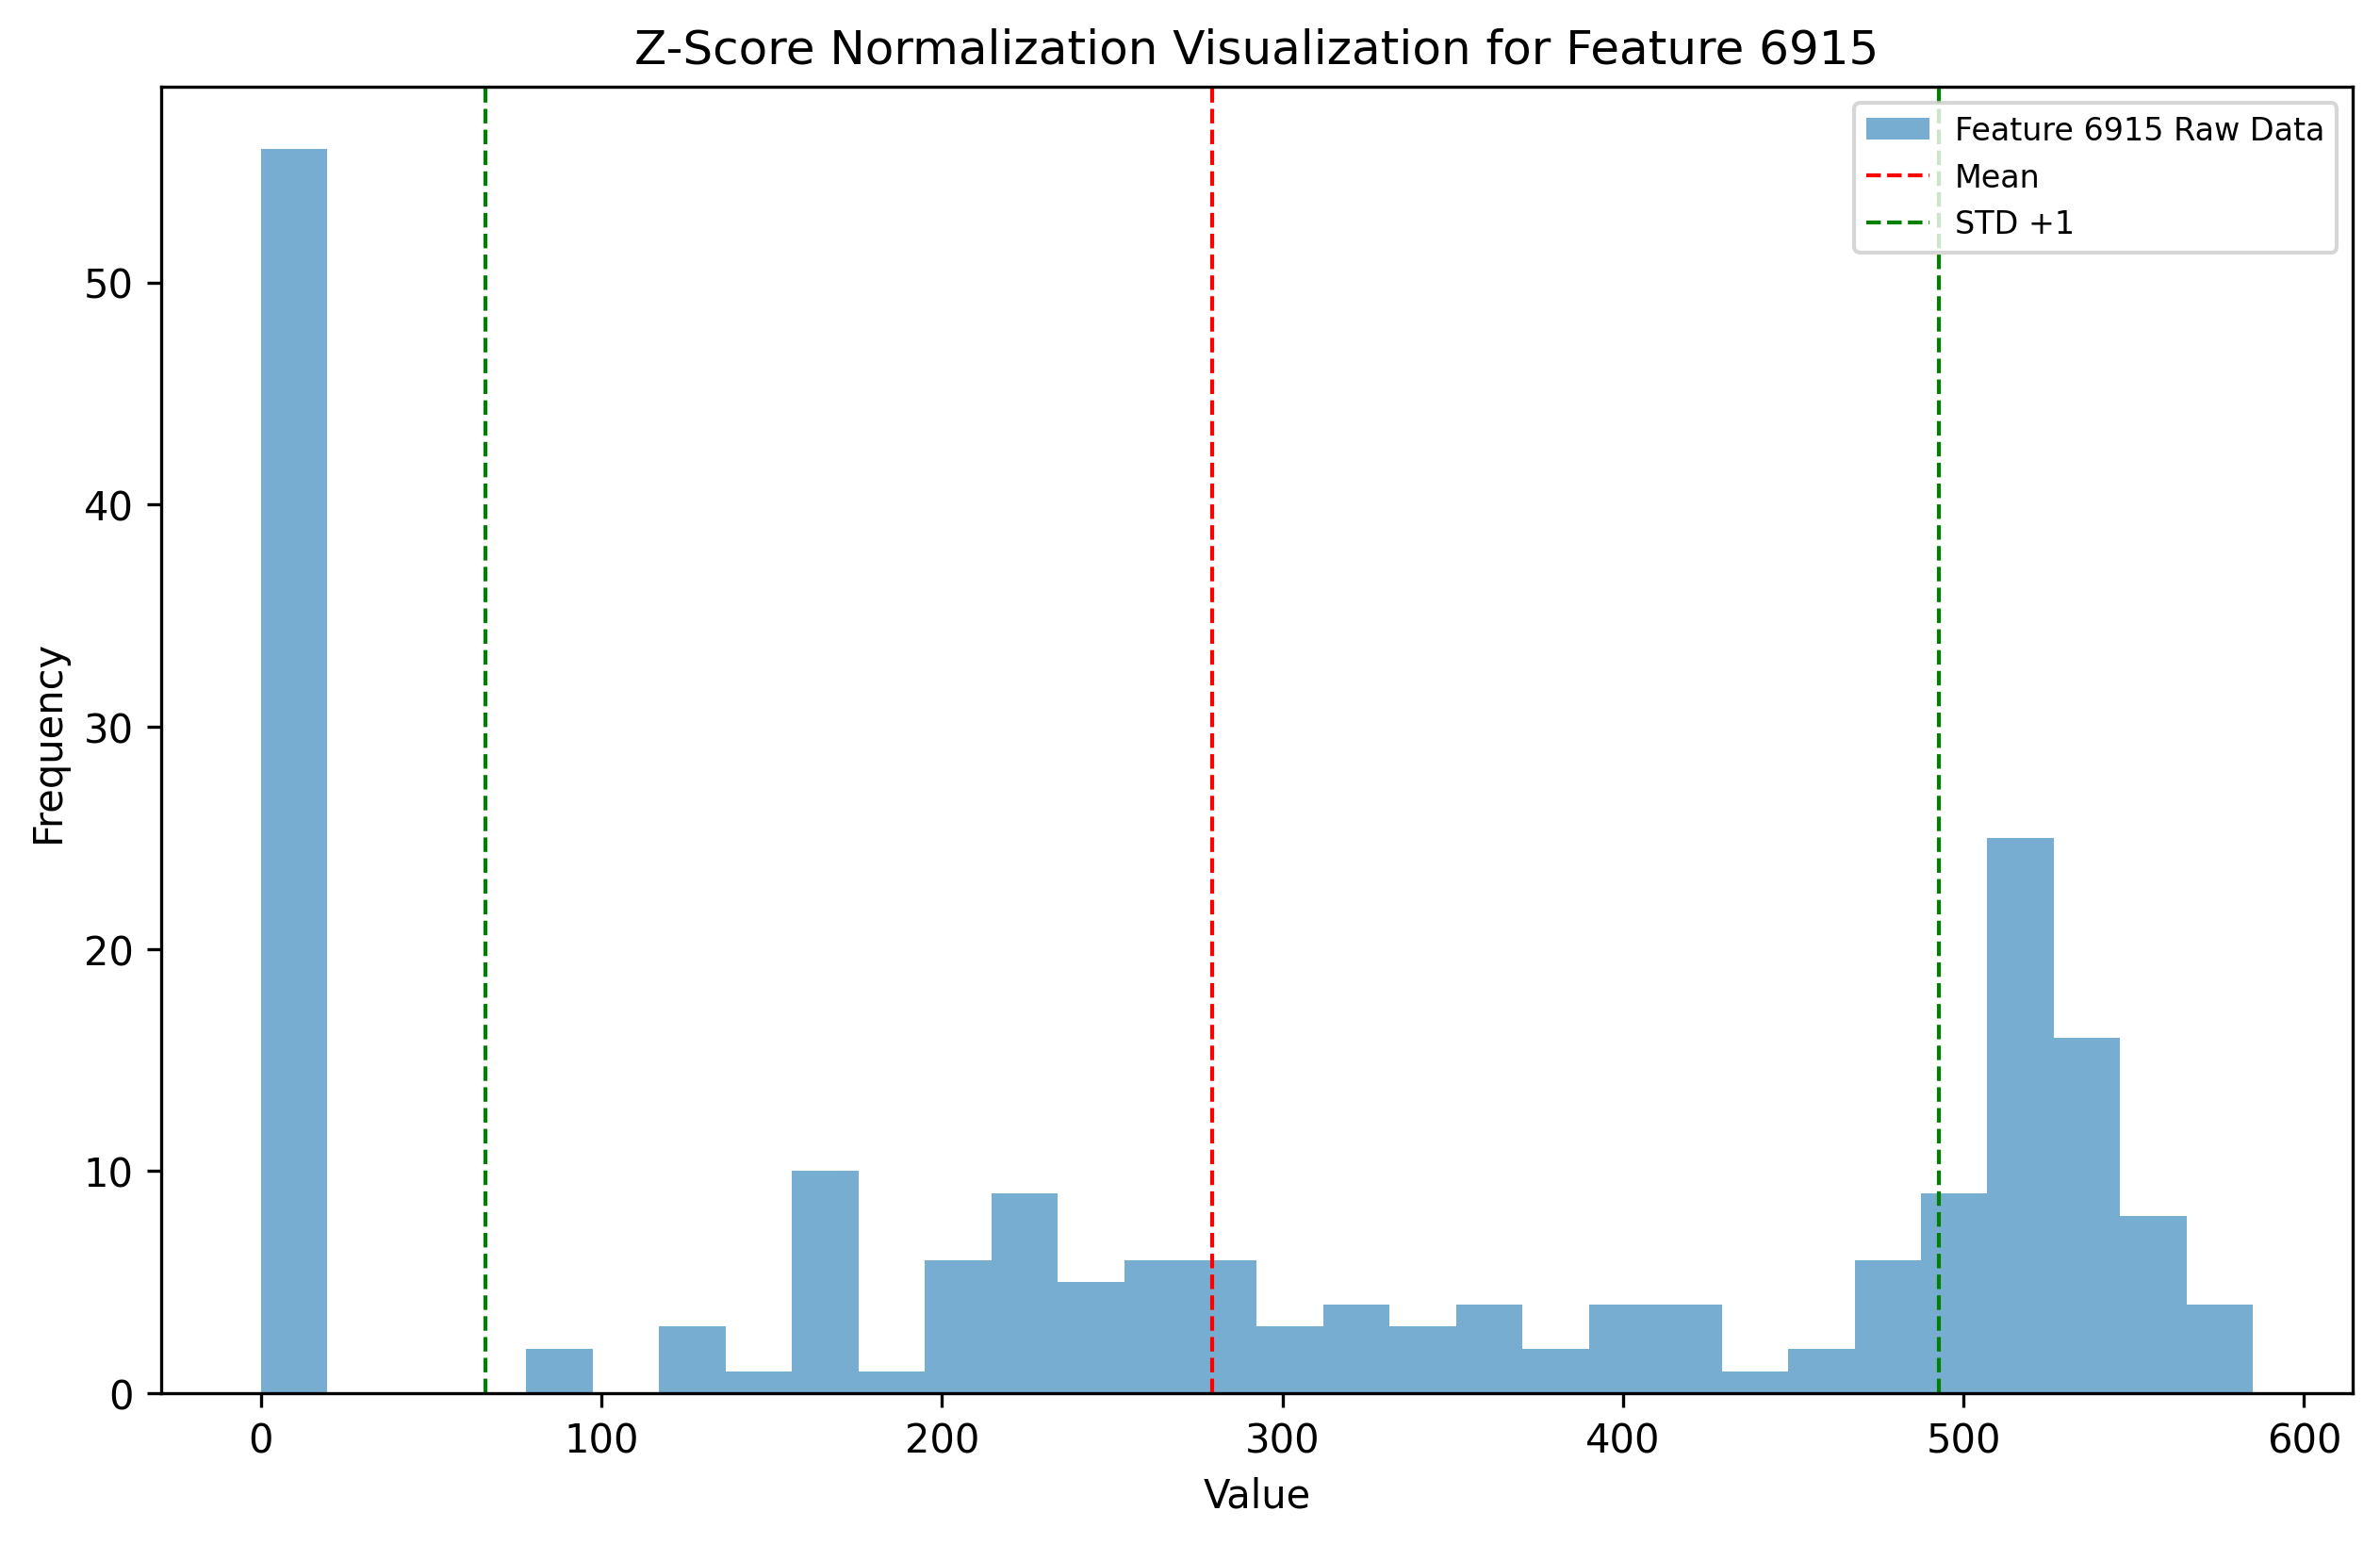 Z-Score Normalization Visualization for Feature 6915
Feature 6915 Raw Data
Mean
STD +1
50
40
30
20
10
0
Frequency
0 100 200 300 400 500 600
Value